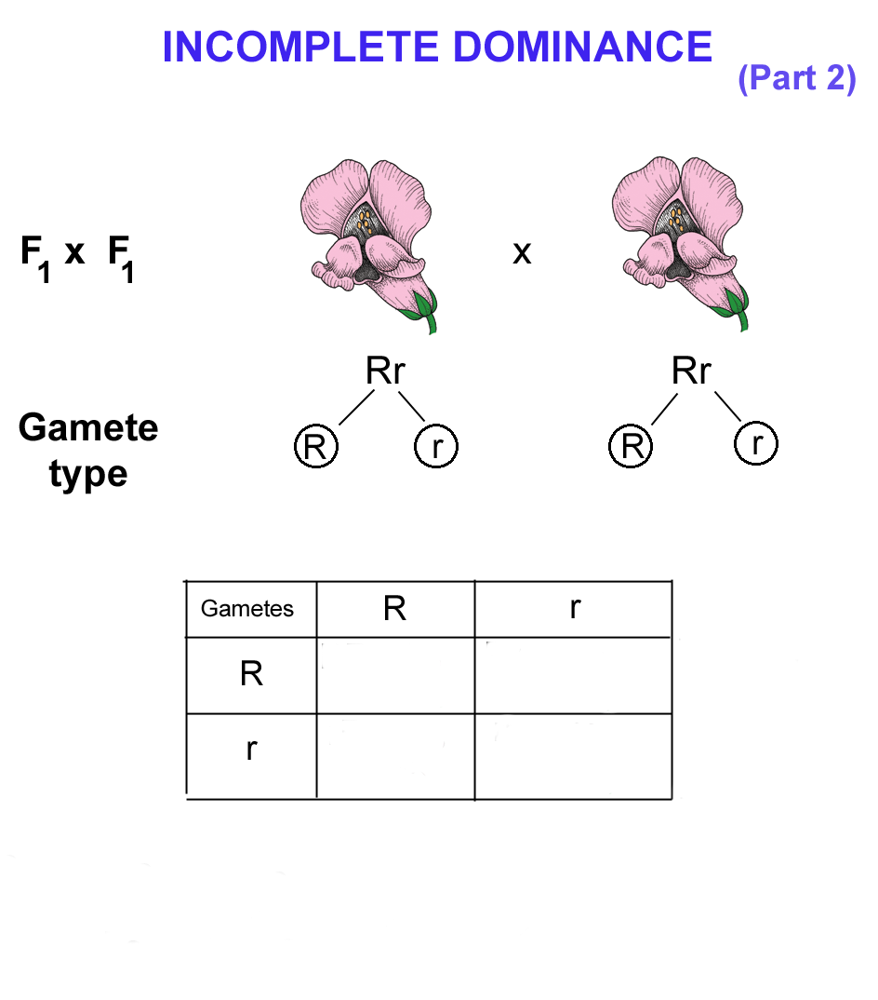 INCOMPLETE DOMINANCE
(Part 2)
F1 x F1
x
Rr
Rr
Gamete
type
R
r
R
r
Gametes
R
r
R
r